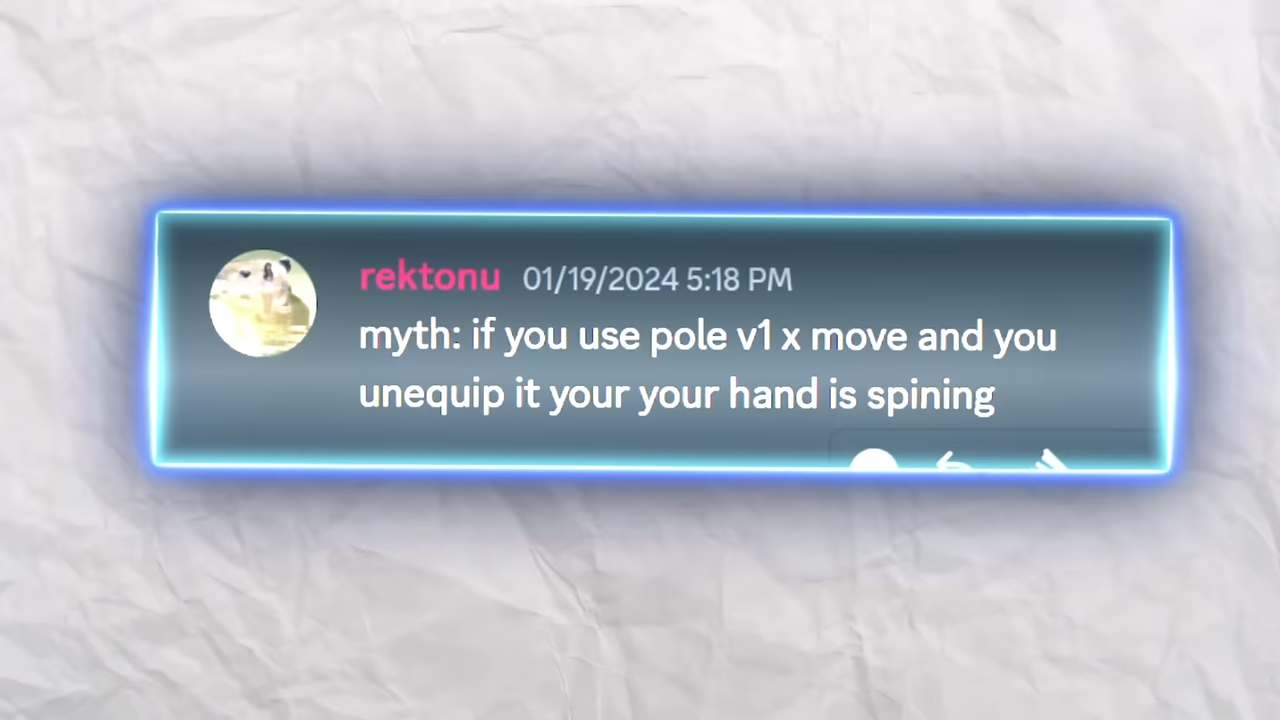 rektonu 01/19/2024 5:18 PM
myth: if you use pole v1 x move and you
unequip it your your hand is spining